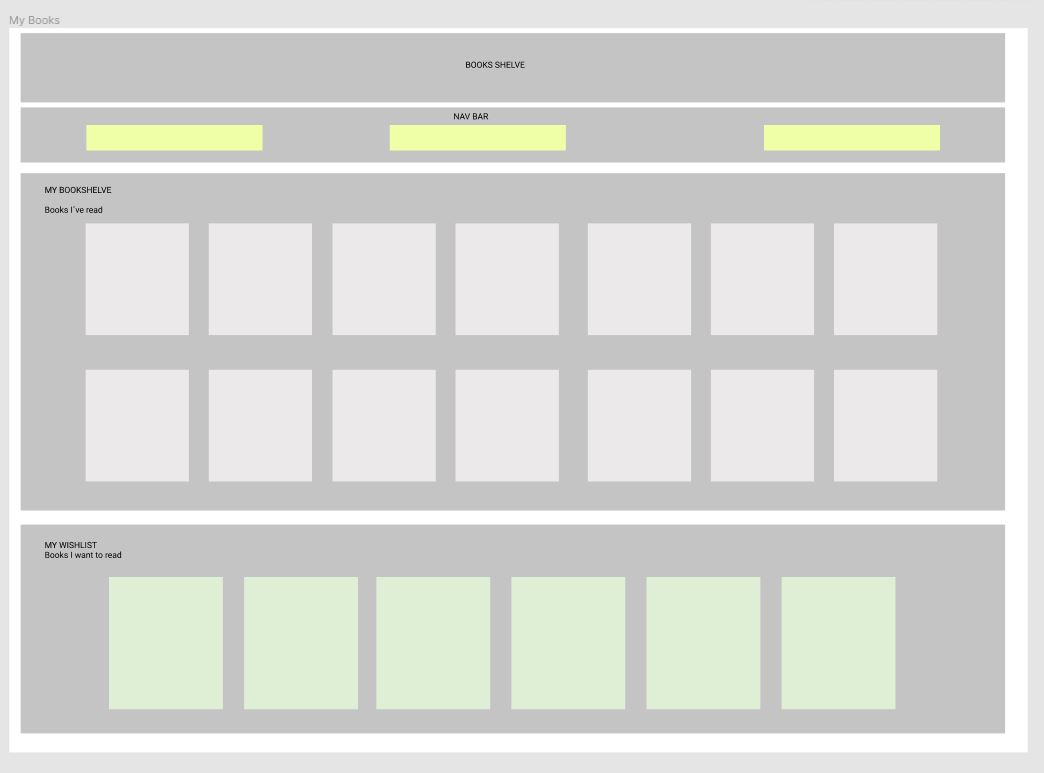 My Books
BOOKS SHELVE
NAV BAR
MY BOOKSHELVE
Books I've read
MY WISHLIST
Books I want to read